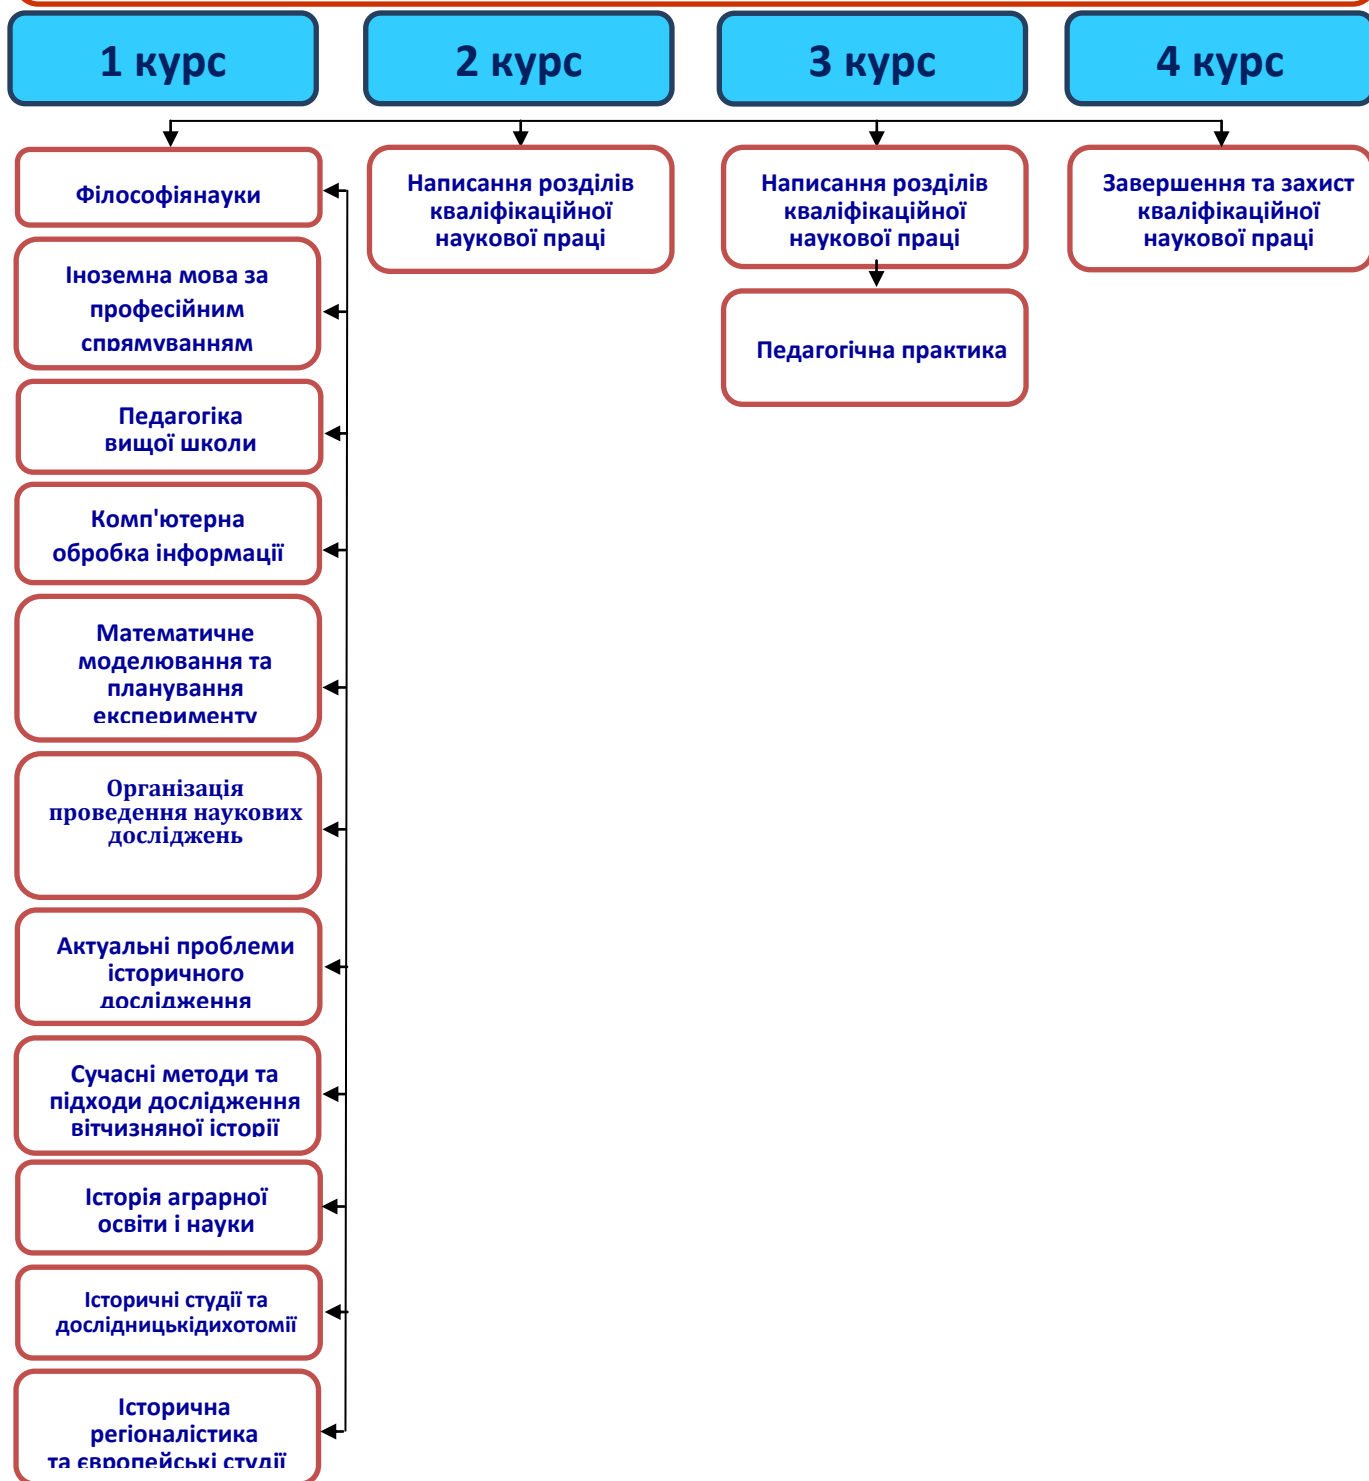 1 курс
2 курс
3 курс
4 курс
Філософіянауки
Іноземна мова за
професійним
спрямуванням
Педагогіка
вищої школи
Комп'ютерна
обробка інформації
Математичне
моделювання та
планування
експерименту
Організація
проведення наукових
досліджень
Актуальні проблеми
історичного
дослідження
Сучасні методи та
підходи дослідження
вітчизняної історії
Історія аграрної
освіти і науки
Історичні студії та
дослідницькідихотомії
Історична
регіоналістика
та європейські студії
Написання розділів
кваліфікаційної
наукової праці
Написання розділів
кваліфікаційної
наукової праці
Педагогічна практика
Завершення та захист
кваліфікаційної
наукової праці